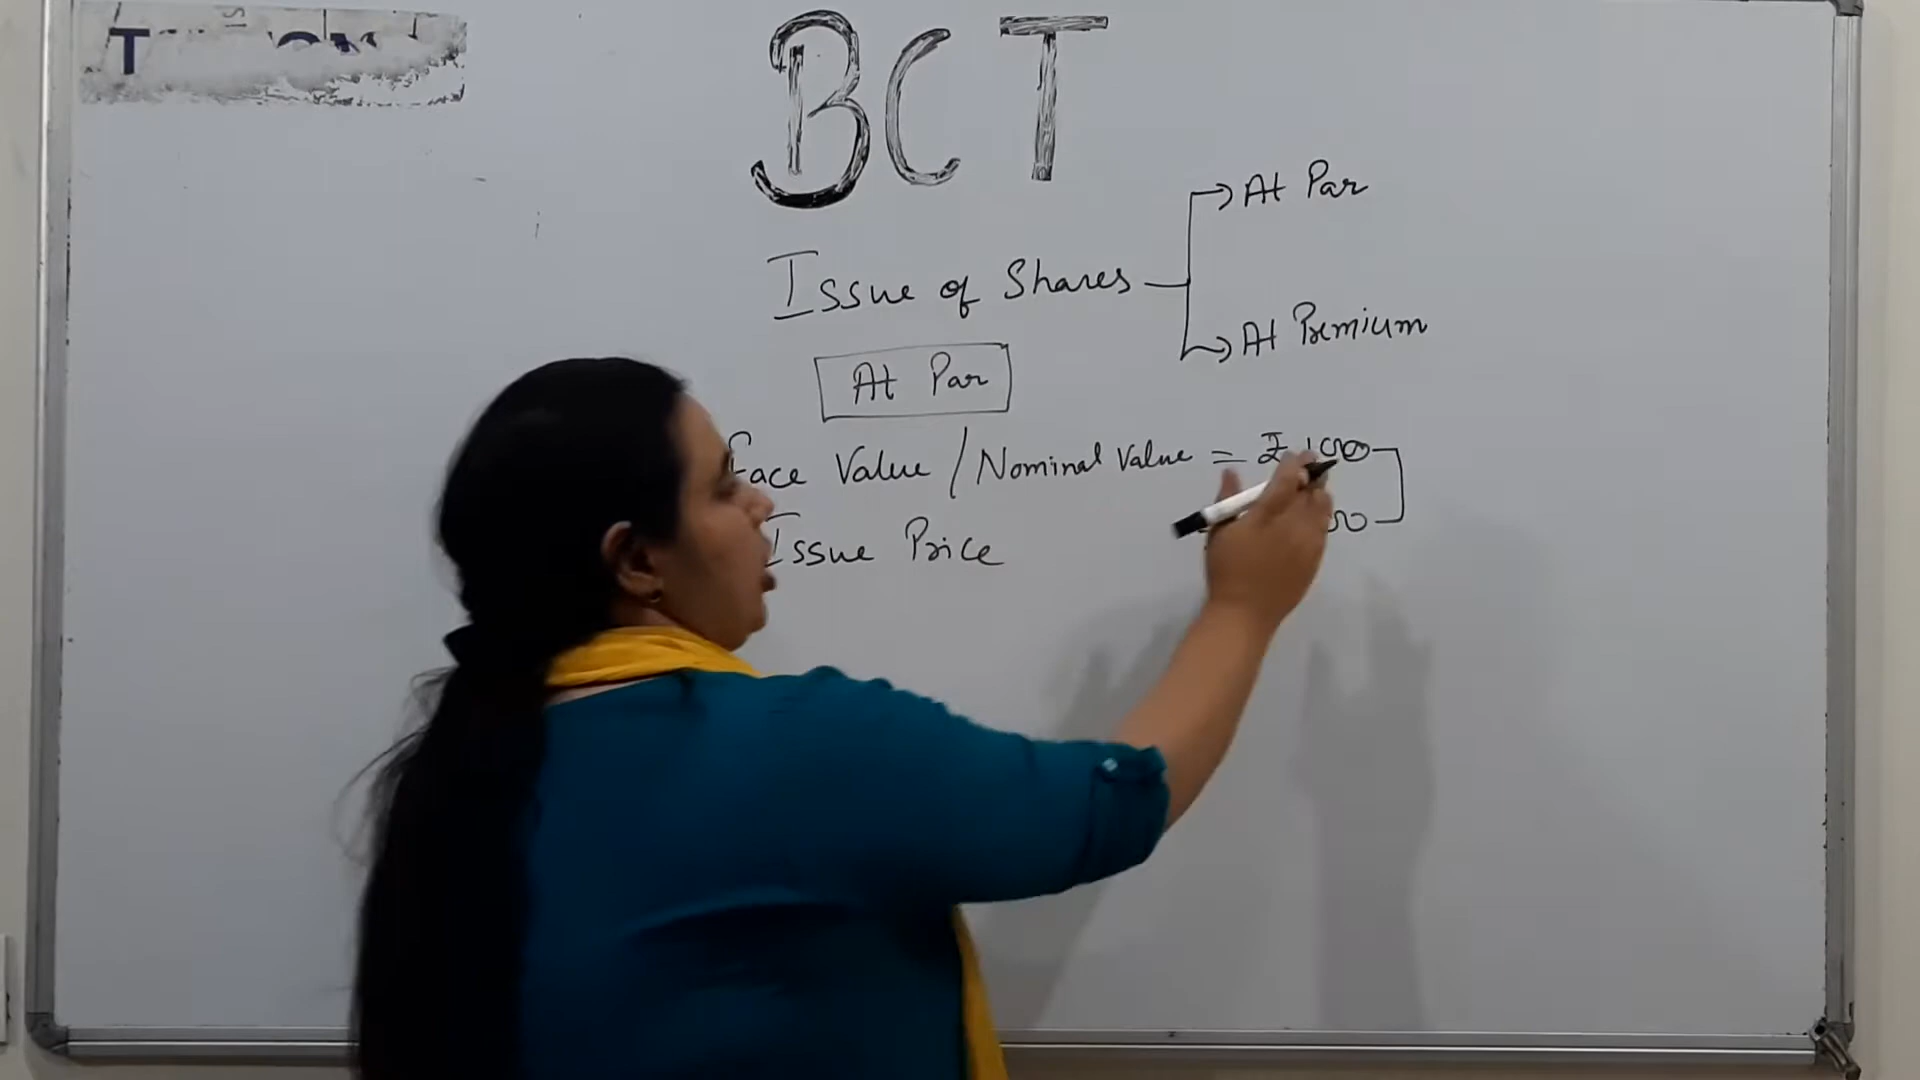 BCT
Issue of Shares → At Par
→ At Premium
At Par
Face Value / Nominal Value = ₹ 100
Issue Price